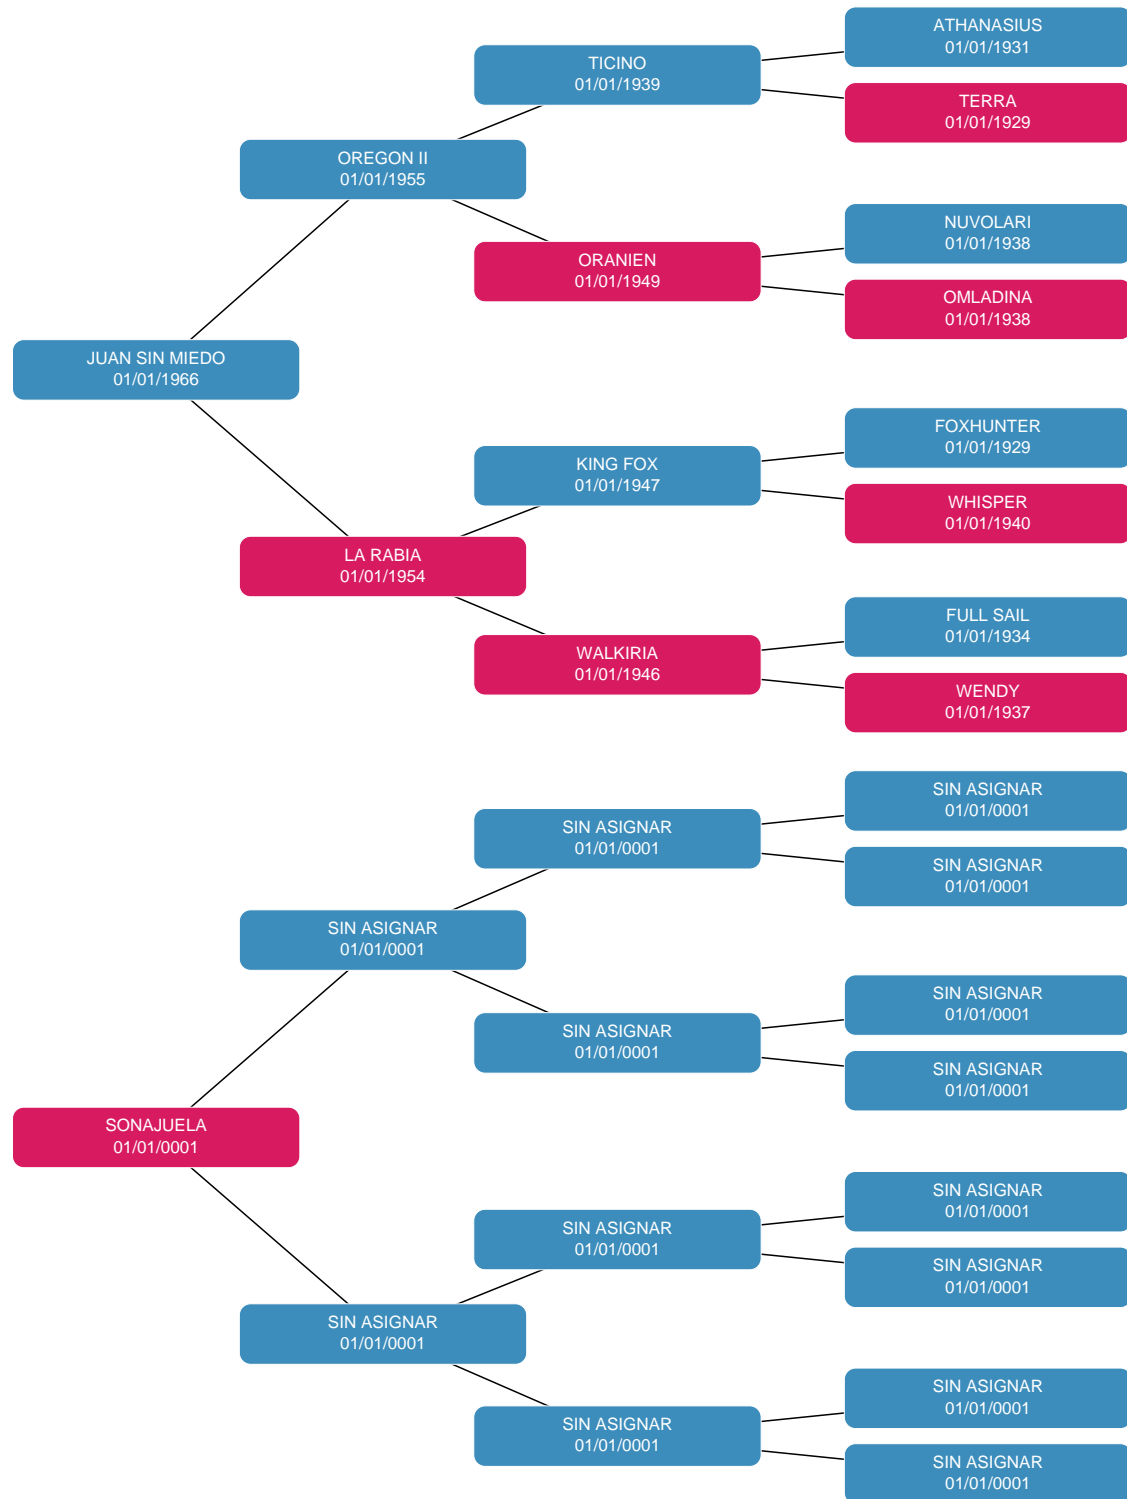 ATHANASIUS
01/01/1931
TICINO
01/01/1939
TERRA
01/01/1929
OREGON II
01/01/1955
NUVOLARI
01/01/1938
ORANIEN
01/01/1949
OMLADINA
01/01/1938
JUAN SIN MIEDO
01/01/1966
FOXHUNTER
01/01/1929
KING FOX
01/01/1947
WHISPER
01/01/1940
LA RABIA
01/01/1954
FULL SAIL
01/01/1934
WALKIRIA
01/01/1946
WENDY
01/01/1937
SIN ASIGNAR
01/01/0001
SIN ASIGNAR
01/01/0001
SIN ASIGNAR
01/01/0001
SIN ASIGNAR
01/01/0001
SIN ASIGNAR
01/01/0001
SIN ASIGNAR
01/01/0001
SIN ASIGNAR
01/01/0001
SONAJUELA
01/01/0001
SIN ASIGNAR
01/01/0001
SIN ASIGNAR
01/01/0001
SIN ASIGNAR
01/01/0001
SIN ASIGNAR
01/01/0001
SIN ASIGNAR
01/01/0001
SIN ASIGNAR
01/01/0001
SIN ASIGNAR
01/01/0001